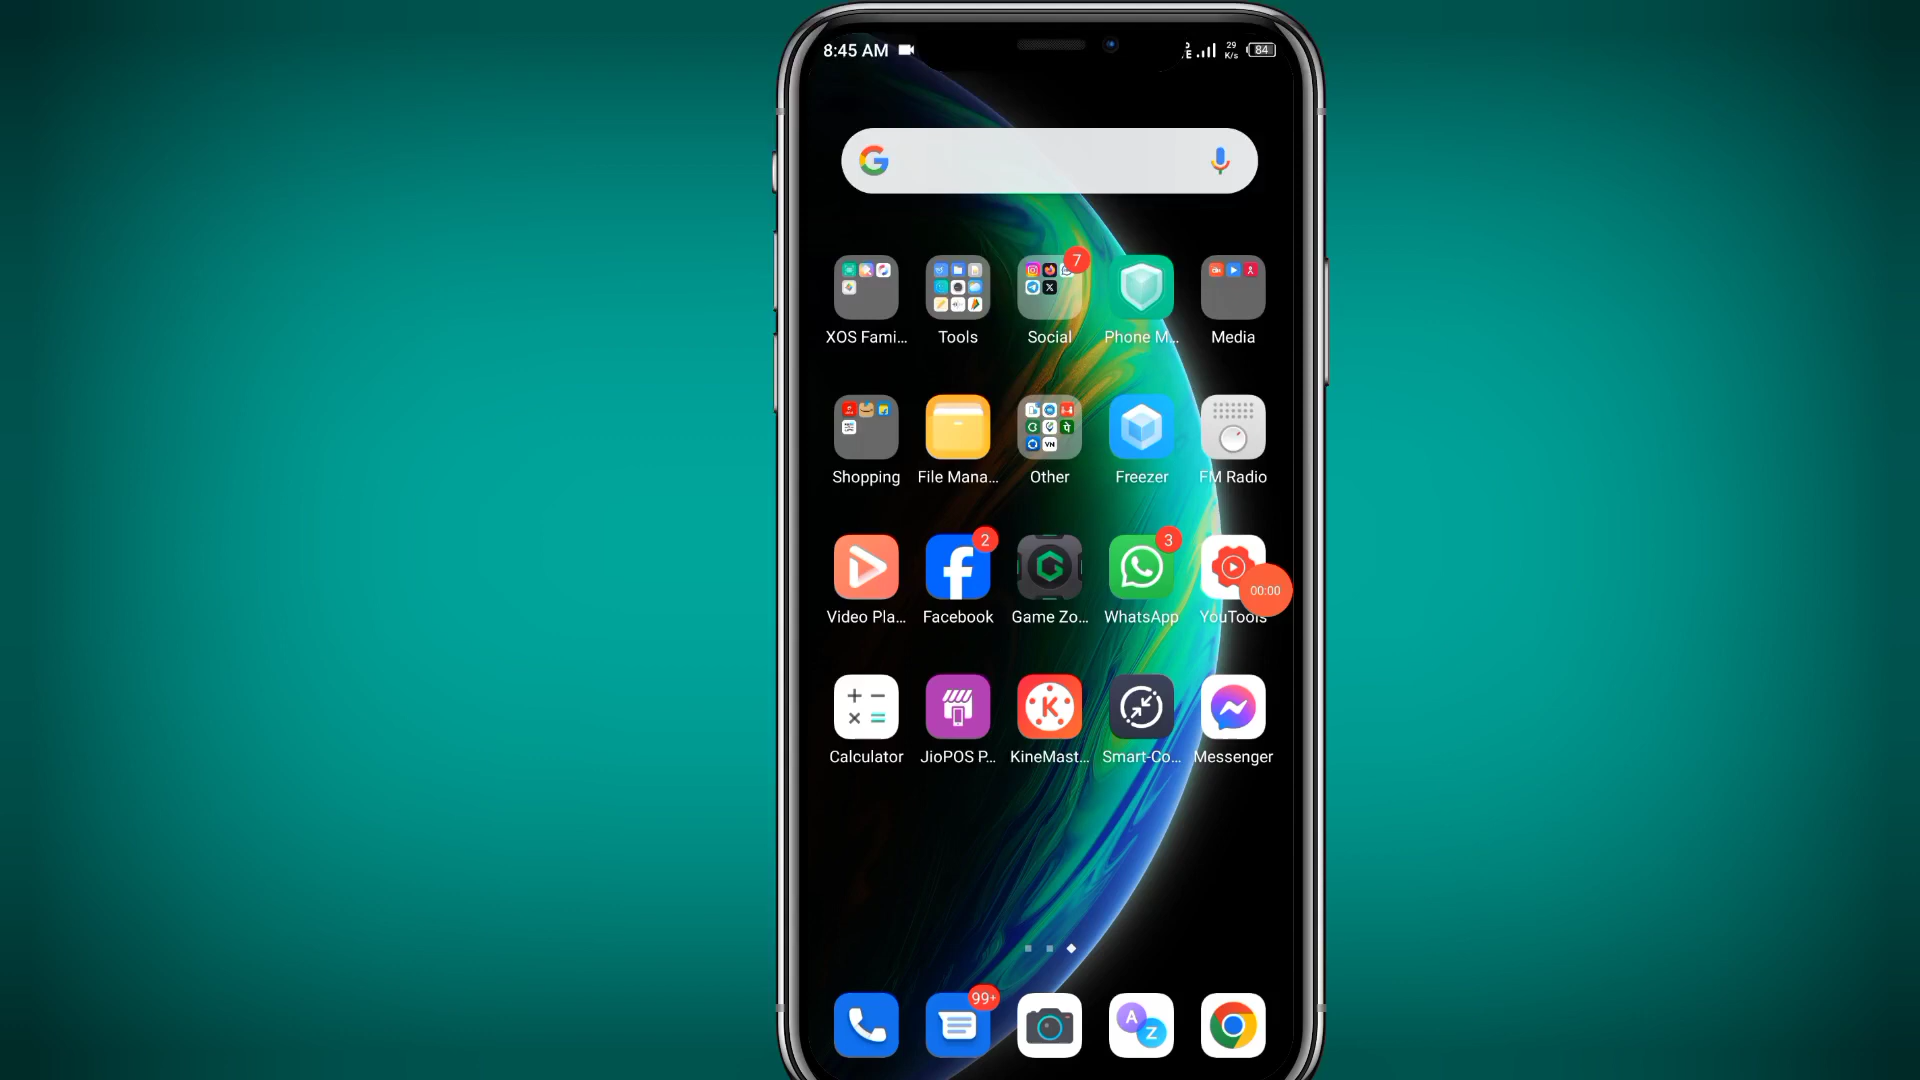 8:45 AM
29
K/s
84
7
XOS Fami...
Tools
Social
Phone M...
Media
Shopping
File Mana...
Other
Freezer
FM Radio
2
3
00:00
Video Pla...
Facebook
Game Zo...
WhatsApp
YouTools
Calculator
JioPOS P...
KineMast...
Smart-Co...
Messenger
99+
A
Z